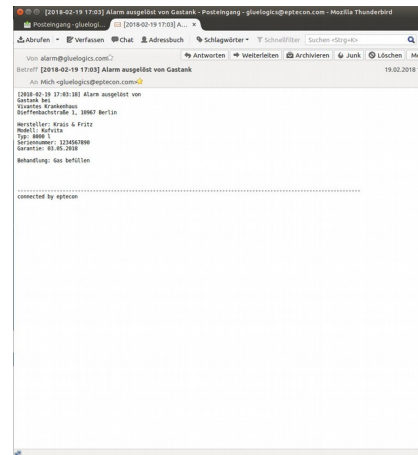 [2018-02-19 17:03] Alarm ausgelöst von Gastank - Posteingang - gluelogics@eptecon.com - Mozilla Thunderbird
Posteingang - gluelogi...
[2018-02-19 17:03] A... ×
Abrufen Verfassen Chat Adressbuch Schlagwörter Schnellfilter Suchen <Strg+K>
Von alarm@gluelogics.com
Antworten Weiterleiten Archivieren Junk Löschen
Betreff [2018-02-19 17:03] Alarm ausgelöst von Gastank 19.02.2018
An Mich <gluelogics@eptecon.com>
[2018-02-19 17:03:18] Alarm ausgelöst von
Gastank bei
Vivantes Krankenhaus
Dieffenbachstraße 1, 10967 Berlin
Hersteller: Krais & Fritz
Modell: Kufvita
Typ: 8000 l
Seriennummer: 1234567890
Garantie: 03.05.2018
Behandlung: Gas befüllen
connected by eptecon